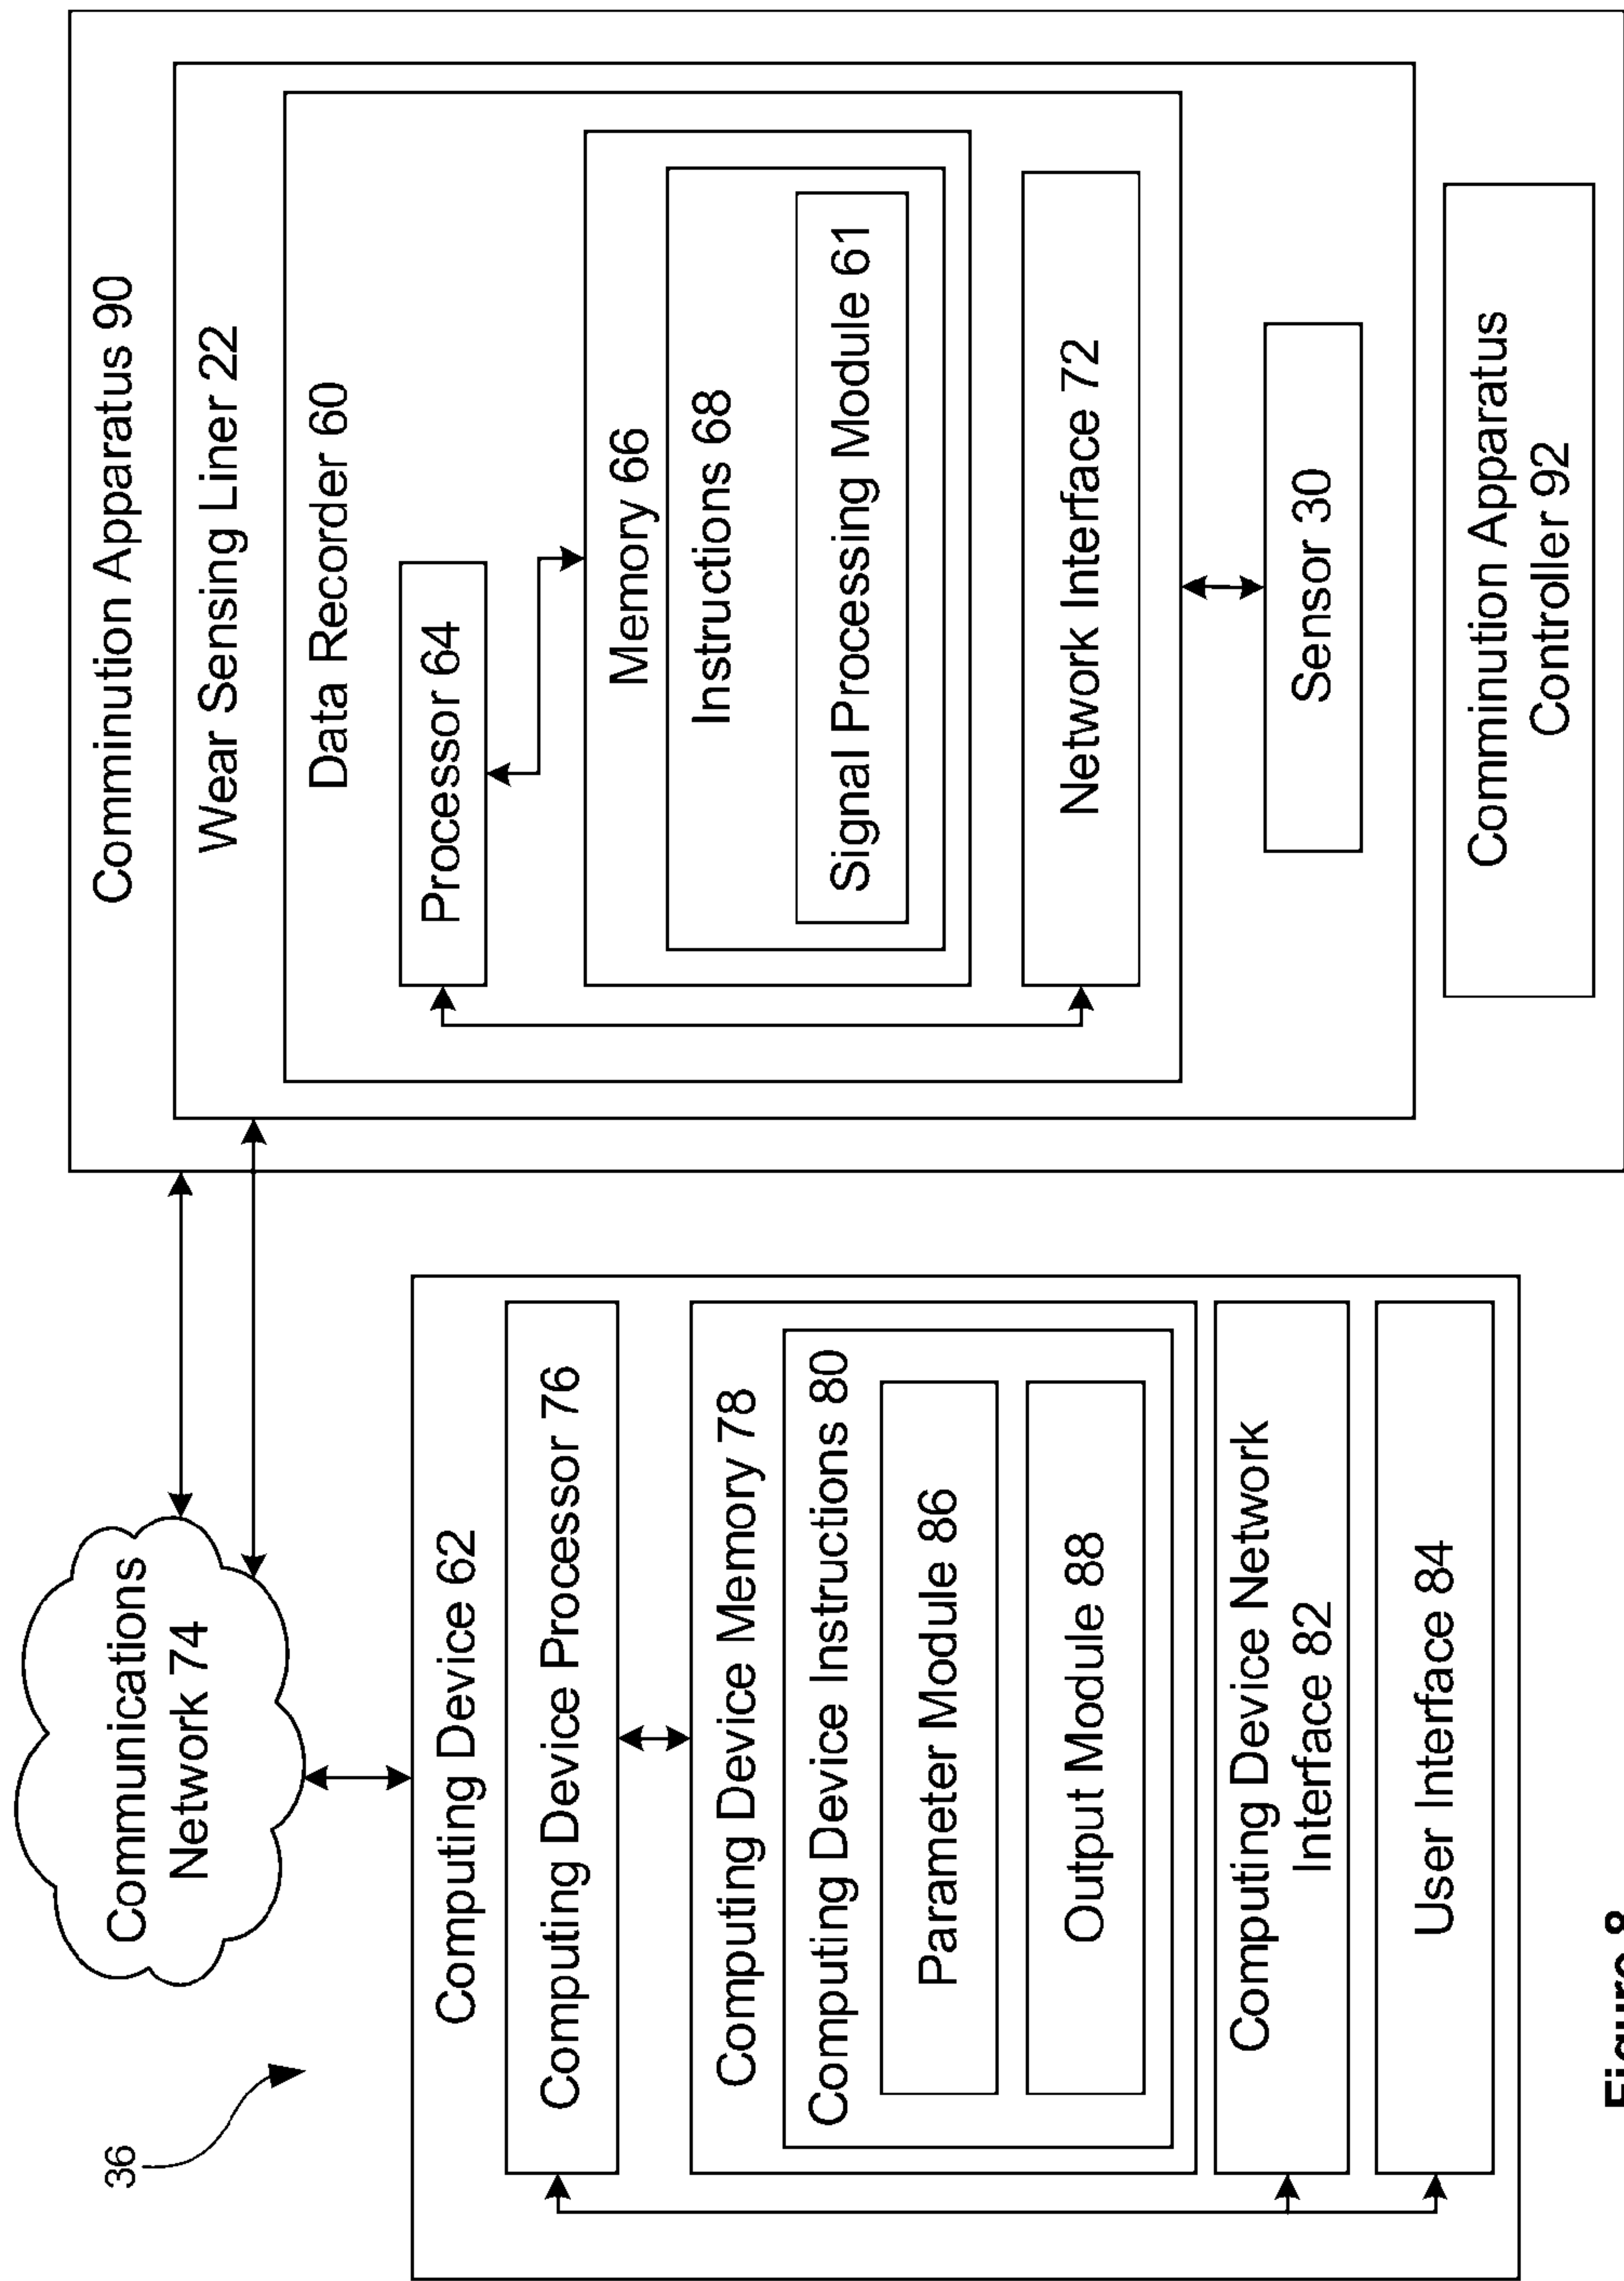 36
Communications
Network 74
Computing Device 62
Computing Device Processor 76
Computing Device Memory 78
Computing Device Instructions 80
Parameter Module 86
Output Module 88
Computing Device Network
Interface 82
User Interface 84
Comminution Apparatus 90
Wear Sensing Liner 22
Data Recorder 60
Processor 64
Memory 66
Instructions 68
Signal Processing Module 61
Network Interface 72
Sensor 30
Comminution Apparatus
Controller 92
Figure 8